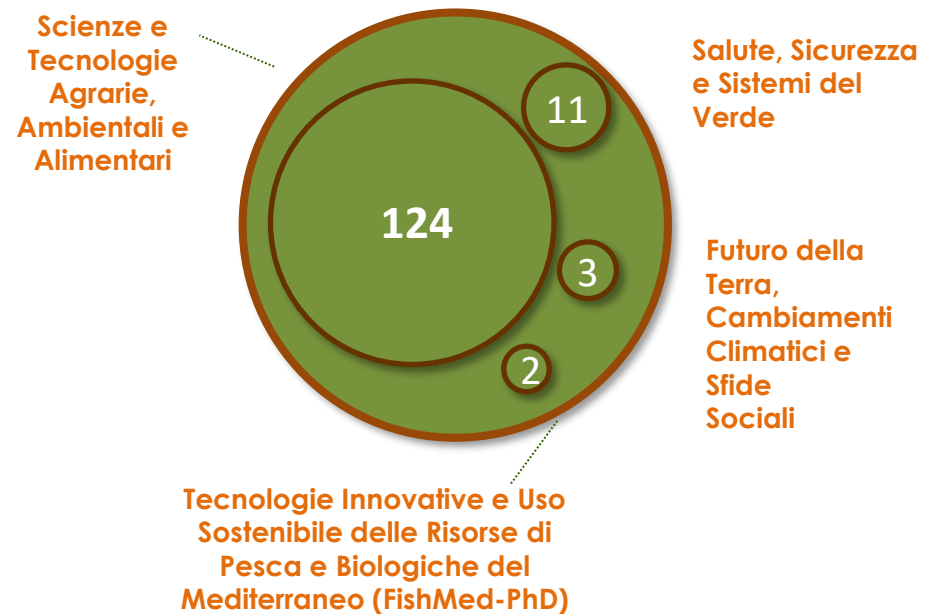 Scienze e
Tecnologie
Agrarie,
Ambientali e
Alimentari
Salute, Sicurezza
e Sistemi del
Verde
11
124
3
Futuro della
Terra,
Cambiamenti
Climatici e
Sfide
Sociali
2
Tecnologie Innovative e Uso
Sostenibile delle Risorse di
Pesca e Biologiche del
Mediterraneo (FishMed-PhD)